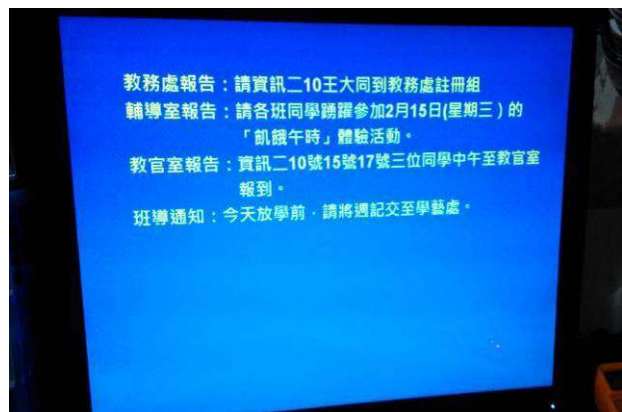 教務處報告：請資訊二10王大同到教務處註冊組
輔導室報告：請各班同學踴躍參加2月15日(星期三)的
「飢餓午時」體驗活動。
教官室報告：資訊二10號15號17號三位同學中午至教官室
報到。
班導通知：今天放學前，請將週記交至學藝處。